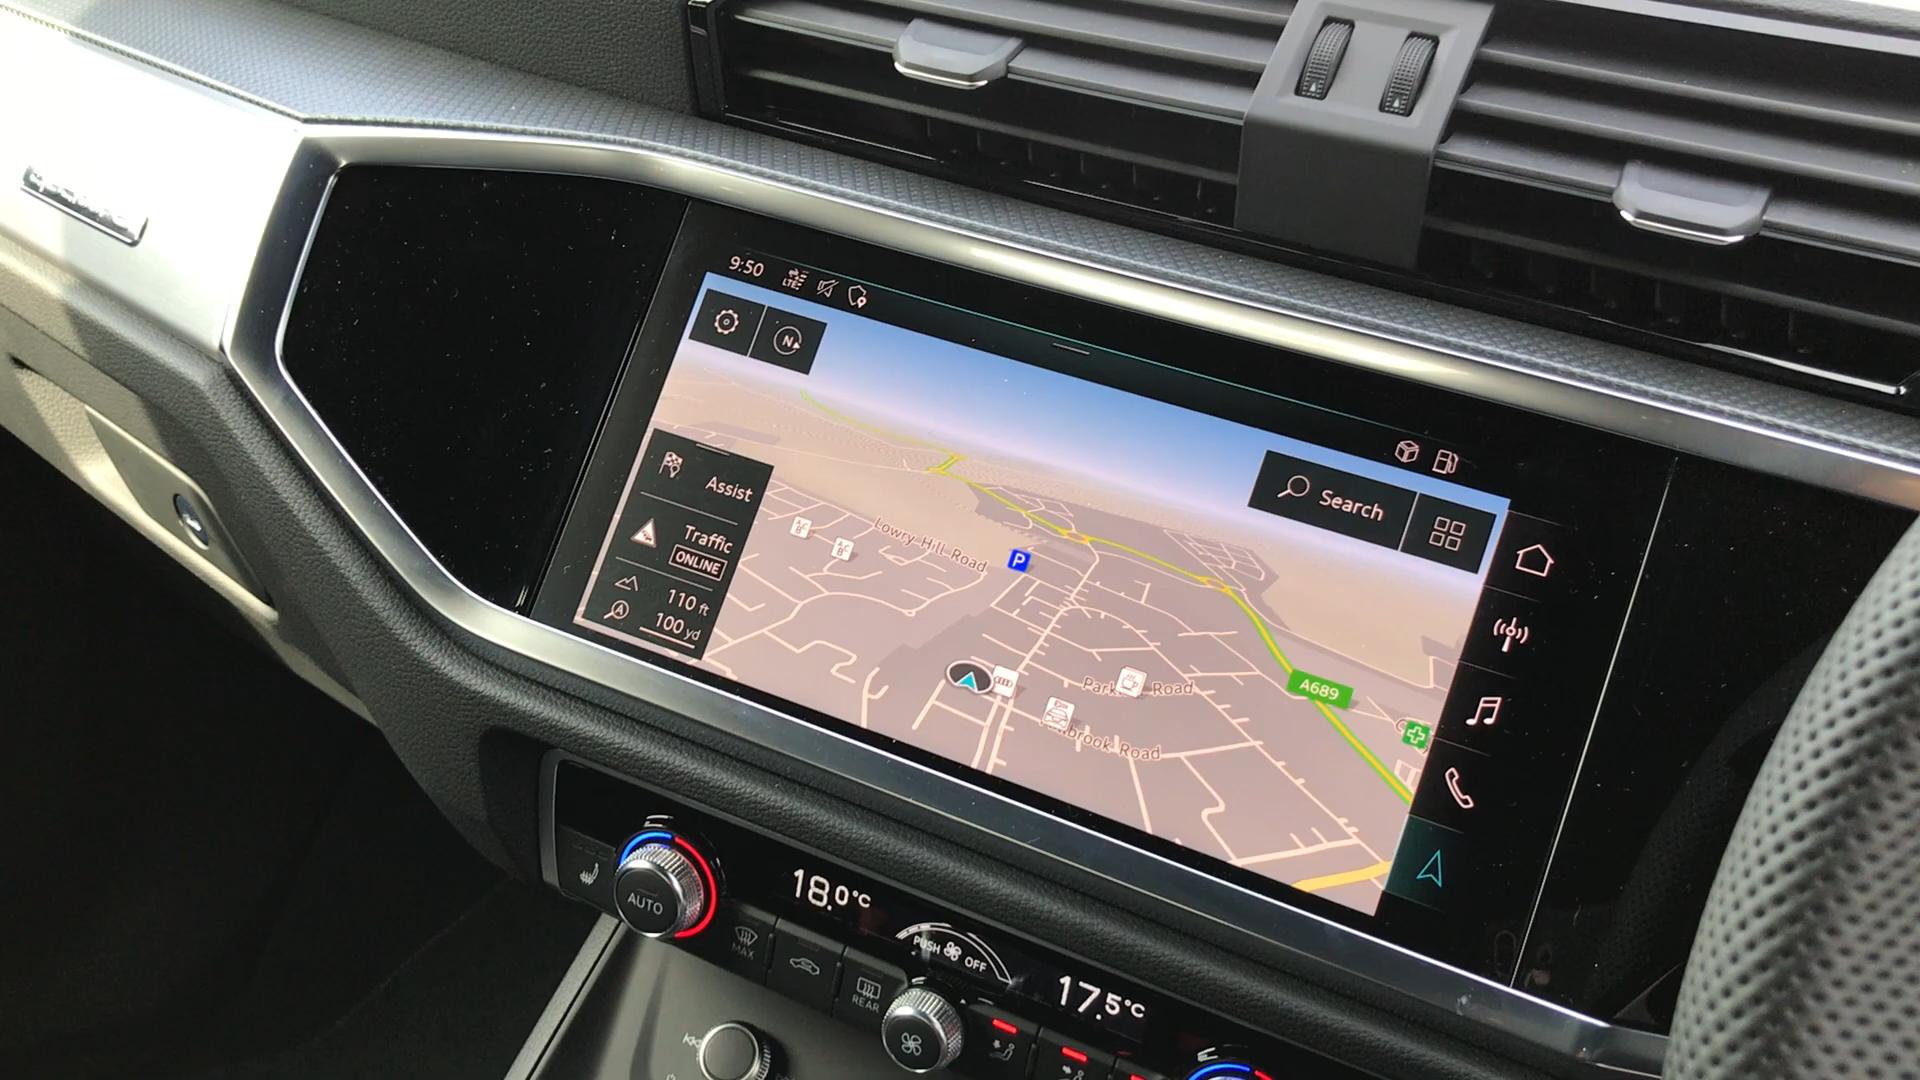 9:50
LTE
N
Search
Assist
Traffic
ONLINE
110 ft
100 yd
A
Lowry Hill Road
P
A689
Park Road
brook Road
AUTO
18.0°C
MAX
PUSH OFF
REAR
17.5°C